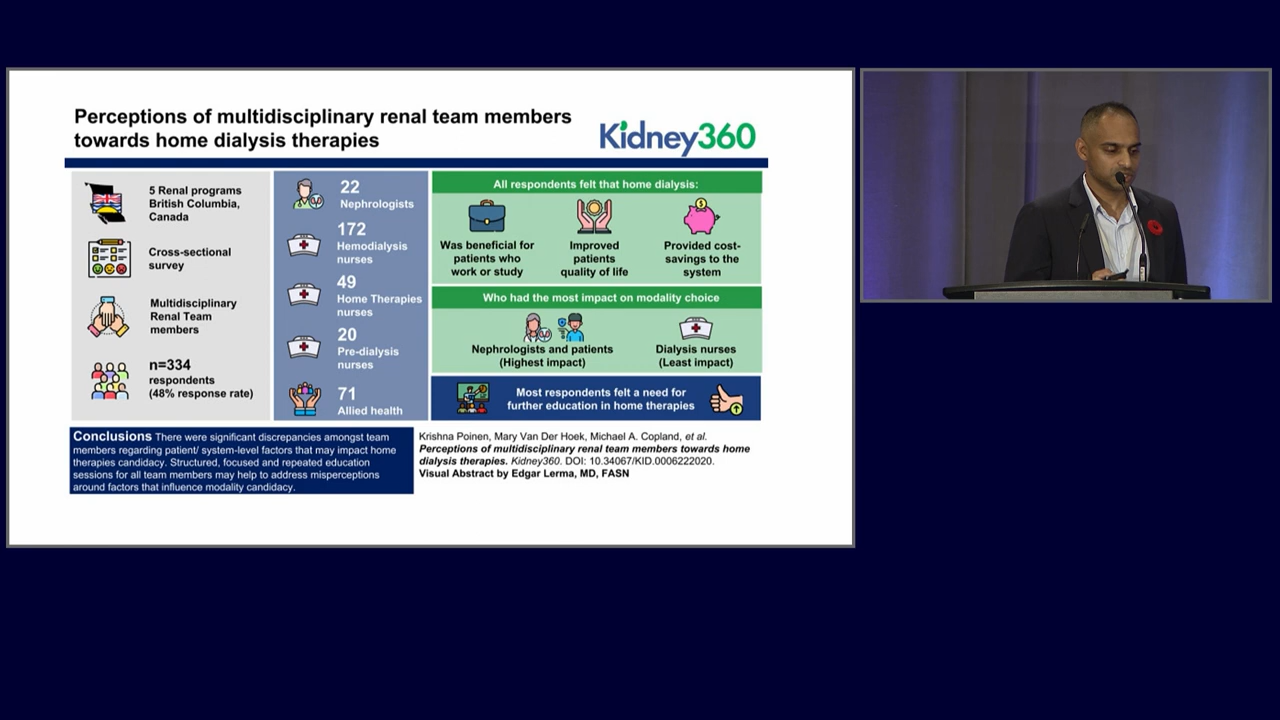 Perceptions of multidisciplinary renal team members
towards home dialysis therapies
Kidney360
5 Renal programs
British Columbia,
Canada
Cross-sectional
survey
Multidisciplinary
Renal Team
members
n=334
respondents
(48% response rate)
22
Nephrologists
172
Hemodialysis
nurses
49
Home Therapies
nurses
20
Pre-dialysis
nurses
71
Allied health
All respondents felt that home dialysis:
Was beneficial for
patients who
work or study
Improved
patients
quality of life
Provided cost-
savings to the
system
Who had the most impact on modality choice
Nephrologists and patients
(Highest impact)
Dialysis nurses
(Least impact)
Most respondents felt a need for
further education in home therapies
Conclusions There were significant discrepancies amongst team
members regarding patient/ system-level factors that may impact home
therapies candidacy. Structured, focused and repeated education
sessions for all team members may help to address misperceptions
around factors that influence modality candidacy.
Krishna Poinen, Mary Van Der Hoek, Michael A. Copland, et al.
Perceptions of multidisciplinary renal team members towards home
dialysis therapies. Kidney360. DOI: 10.34067/KID.0006222020.
Visual Abstract by Edgar Lerma, MD, FASN